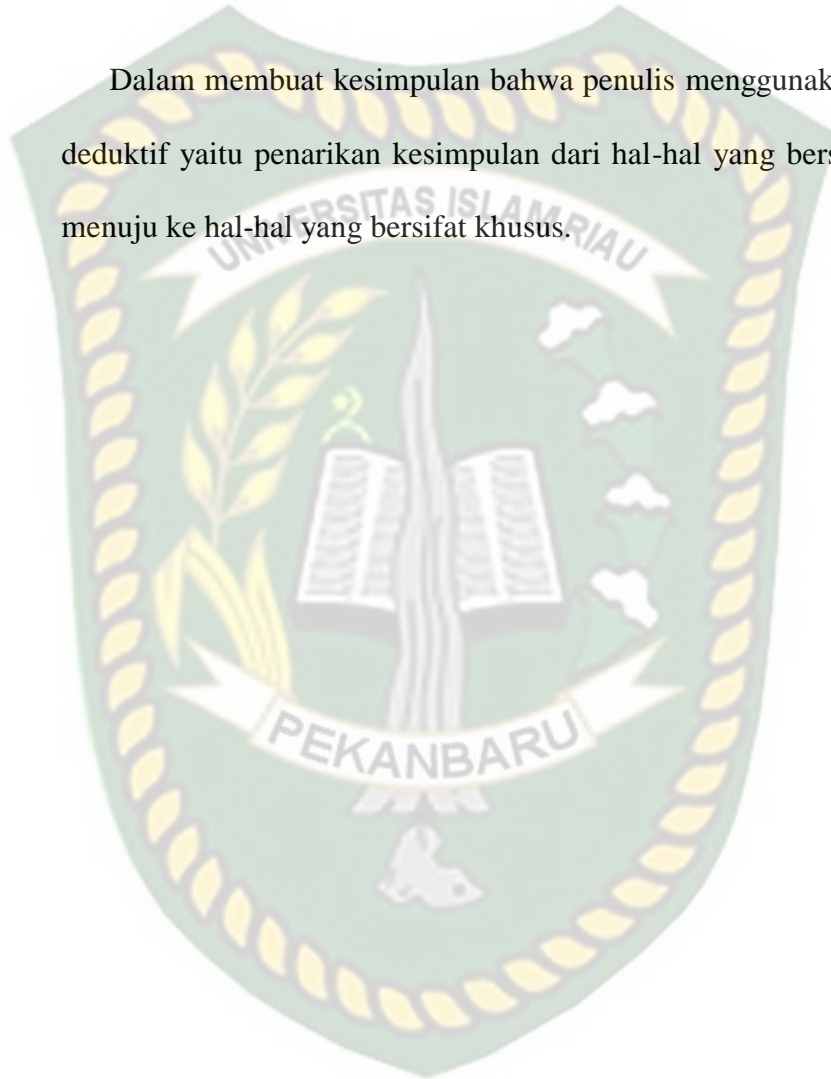 Dalam membuat kesimpulan bahwa penulis menggunak
deduktif yaitu penarikan kesimpulan dari hal-hal yang bers
menuju ke hal-hal yang bersifat khusus.
UNIVERSITAS ISLAM RIAU
PEKANBARU